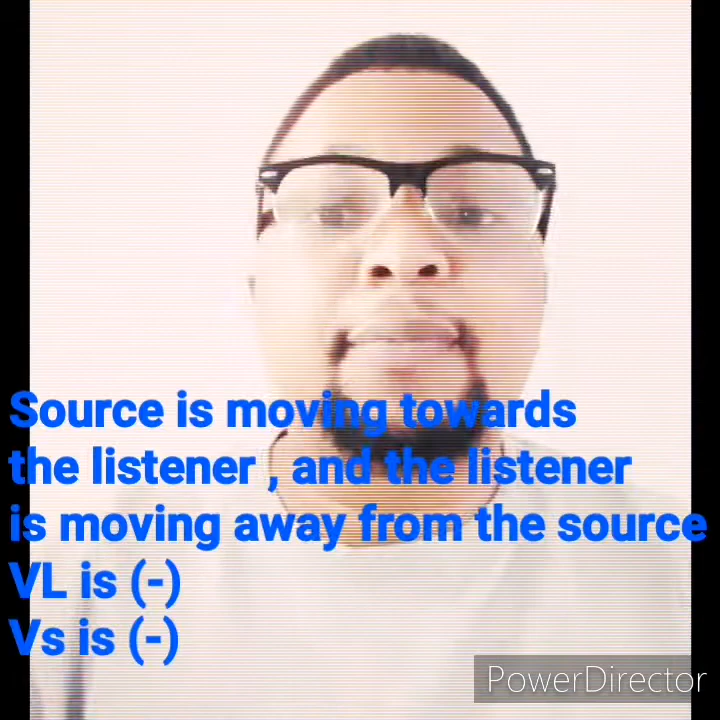 Source is moving towards
the listener , and the listener
is moving away from the source
VL is (-)
Vs is (-)
PowerDirector